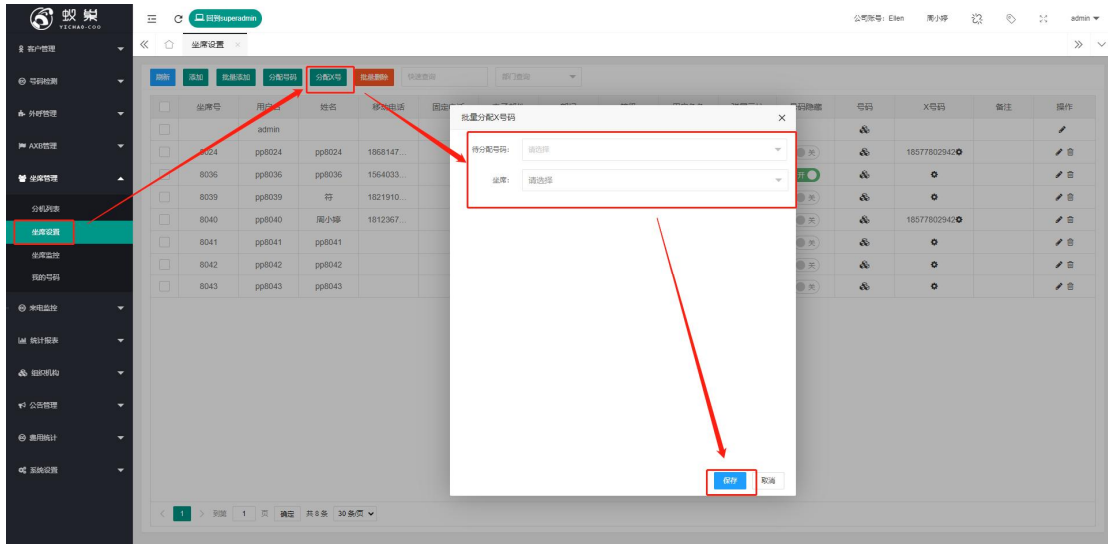 蚁巢
YICHAO-COO
回到superadmin
公司账号: Ellen
周小婷
admin
坐席设置
客户管理
号码检测
外呼管理
AXB管理
坐席管理
分机列表
坐席设置
坐席监控
我的号码
来电监控
统计报表
组织机构
公告管理
费用统计
系统设置
刷新 添加 批量添加 分配号码 分配X号 批量删除 快速查询 部门查询
坐席号 用户名 姓名 移动电话 号码隐藏 号码 X号码 备注 操作
admin
8024 pp8024 pp8024 1868147... 关 18577802942
8036 pp8036 pp8036 1564033... 开
8039 pp8039 符 1821910... 关
8040 pp8040 周小婷 1812367... 关 18577802942
8041 pp8041 pp8041 关
8042 pp8042 pp8042 关
8043 pp8043 pp8043 关
批量分配X号码
待分配号码: 请选择
坐席: 请选择
保存 取消
1 到第 1 页 确定 共 8 条 30 条/页